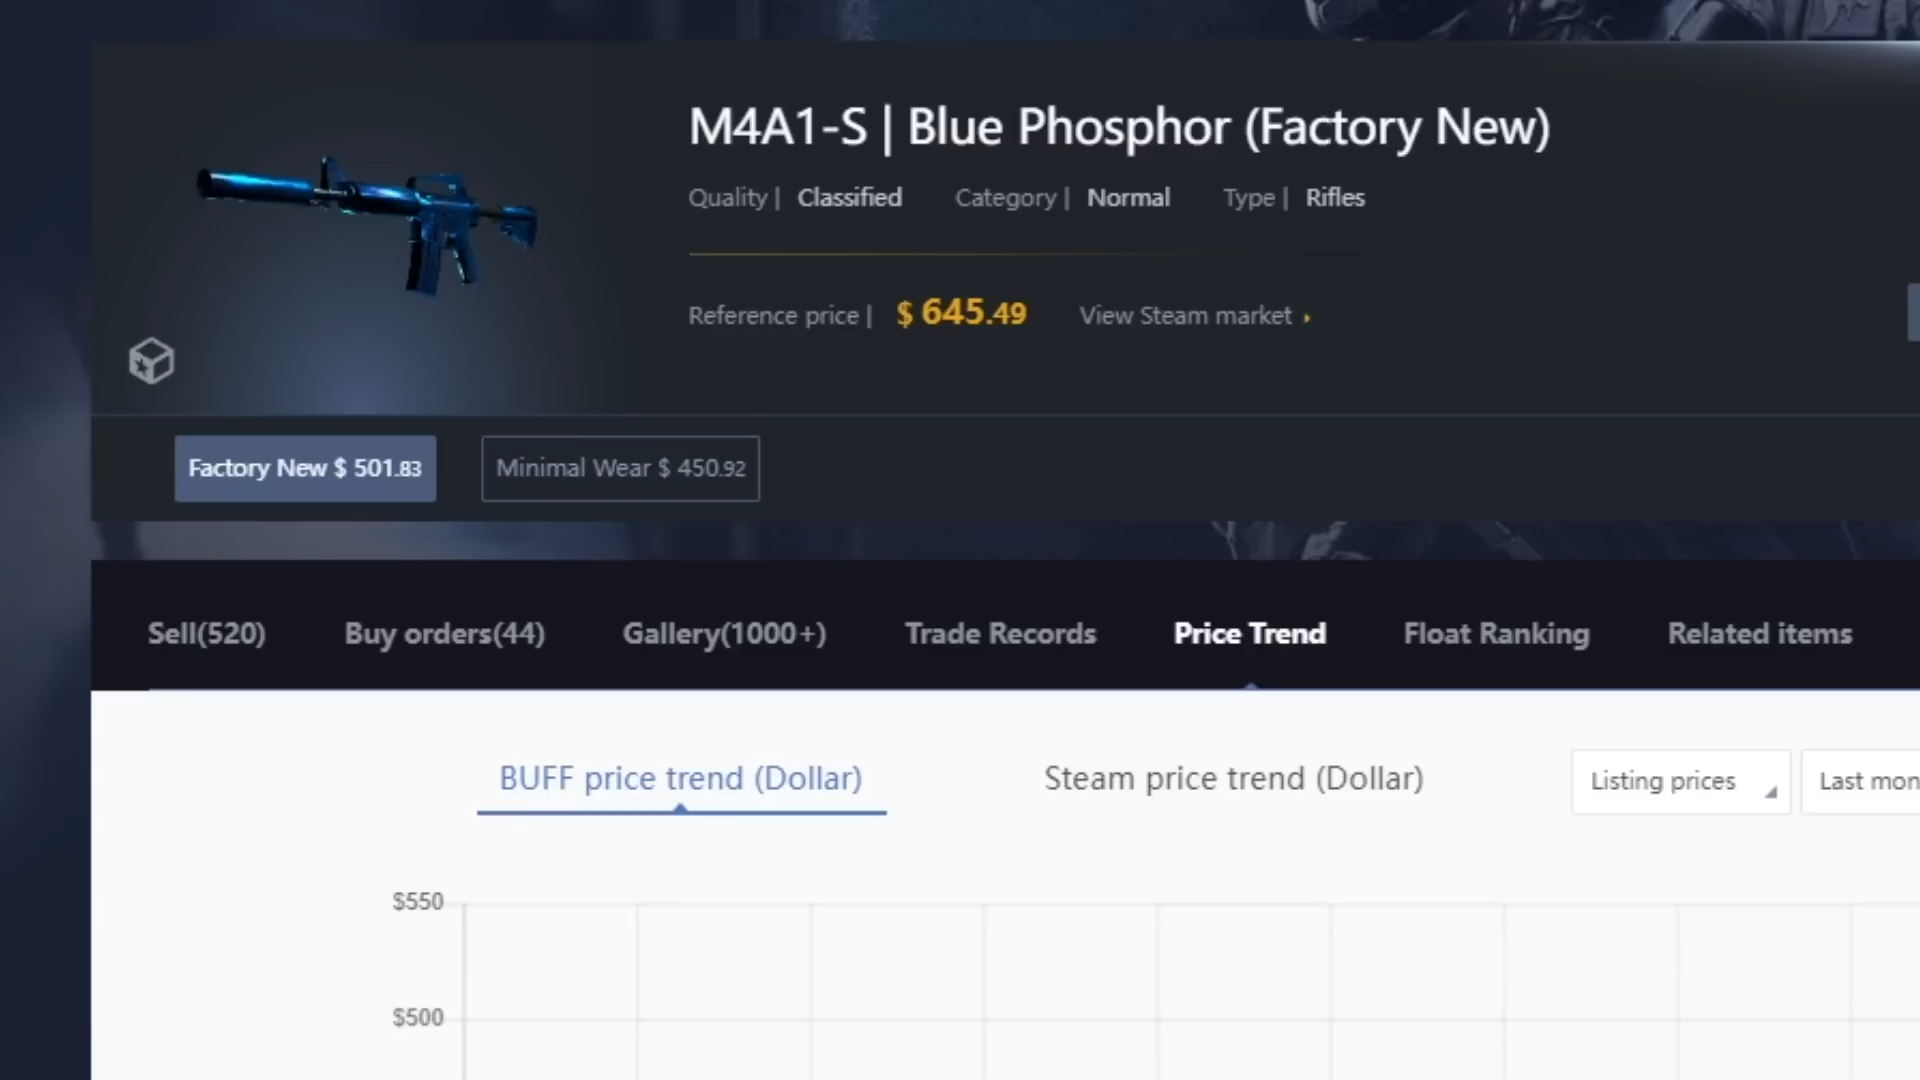 M4A1-S | Blue Phosphor (Factory New)
Quality | Classified Category | Normal Type | Rifles
Reference price | $ 645.49 View Steam market
Factory New $ 501.83 Minimal Wear $ 450.92
Sell(520) Buy orders(44) Gallery(1000+) Trade Records Price Trend Float Ranking Related items
BUFF price trend (Dollar) Steam price trend (Dollar) Listing prices Last mon
$550
$500